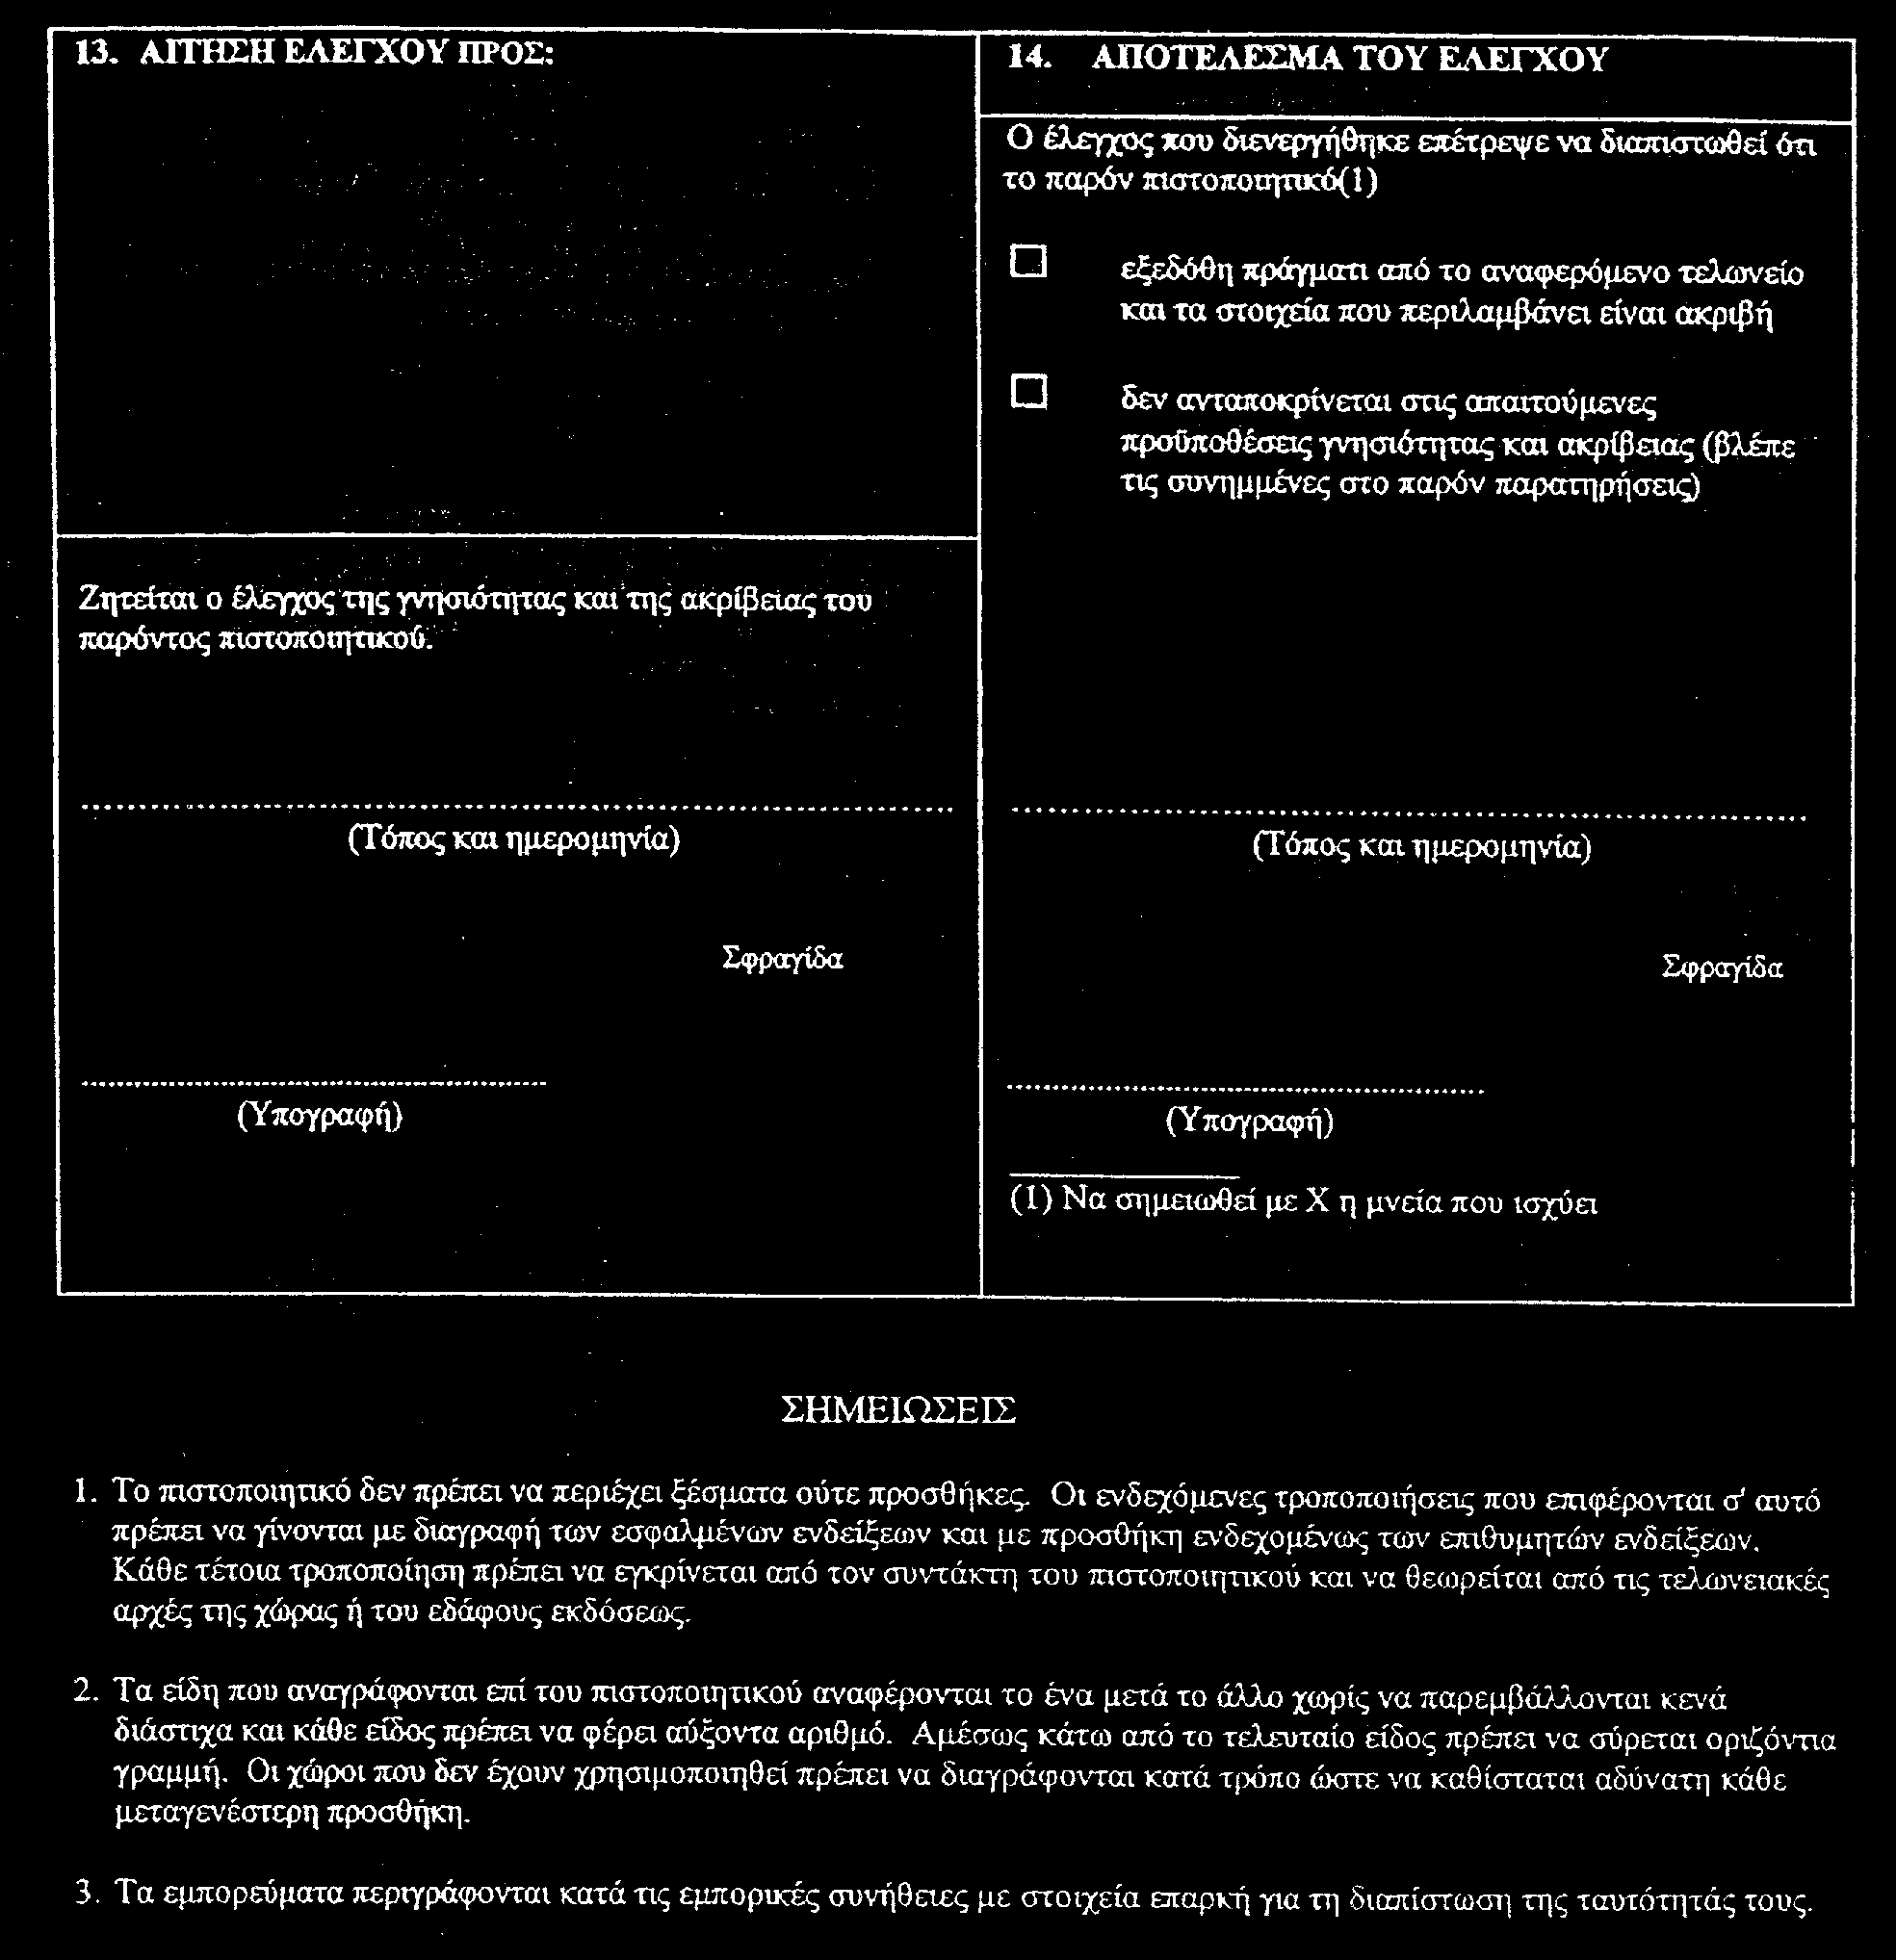 13. ΑΙΤΗΣΗ ΕΛΕΓΧΟΥ ΠΡΟΣ:
Ζητείται ο έλεγχος της γνησιότητας και της ακρίβειας του
παρόντος πιστοποιητικού.
(Τόπος και ημερομηνία)
Σφραγίδα
(Υπογραφή)
14. ΑΠΟΤΕΛΕΣΜΑ ΤΟΥ ΕΛΕΓΧΟΥ
Ο έλεγχος που διενεργήθηκε επέτρεψε να διαπιστωθεί ότι
το παρόν πιστοποιητικό(1)
εξεδόθη πράγματι από το αναφερόμενο τελωνείο
και τα στοιχεία που περιλαμβάνει είναι ακριβή
δεν ανταποκρίνεται στις απαιτούμενες
προϋποθέσεις γνησιότητας και ακρίβειας (βλέπε
τις συνημμένες στο παρόν παρατηρήσεις)
(Τόπος και ημερομηνία)
Σφραγίδα
(Υπογραφή)
(1) Να σημειωθεί με Χ η μνεία που ισχύει
ΣΗΜΕΙΩΣΕΙΣ
1. Το πιστοποιητικό δεν πρέπει να περιέχει ξέσματα ούτε προσθήκες. Οι ενδεχόμενες τροποποιήσεις που επιφέρονται σ' αυτό
πρέπει να γίνονται με διαγραφή των εσφαλμένων ενδείξεων και με προσθήκη ενδεχομένως των επιθυμητών ενδείξεων.
Κάθε τέτοια τροποποίηση πρέπει να εγκρίνεται από τον συντάκτη του πιστοποιητικού και να θεωρείται από τις τελωνειακές
αρχές της χώρας ή του εδάφους εκδόσεως.
2. Τα είδη που αναγράφονται επί του πιστοποιητικού αναφέρονται το ένα μετά το άλλο χωρίς να παρεμβάλλονται κενά
διάστιχα και κάθε είδος πρέπει να φέρει αύξοντα αριθμό. Αμέσως κάτω από το τελευταίο είδος πρέπει να σύρεται οριζόντια
γραμμή. Οι χώροι που δεν έχουν χρησιμοποιηθεί πρέπει να διαγράφονται κατά τρόπο ώστε να καθίσταται αδύνατη κάθε
μεταγενέστερη προσθήκη.
3. Τα εμπορεύματα περιγράφονται κατά τις εμπορικές συνήθειες με στοιχεία επαρκή για τη διαπίστωση της ταυτότητάς τους.